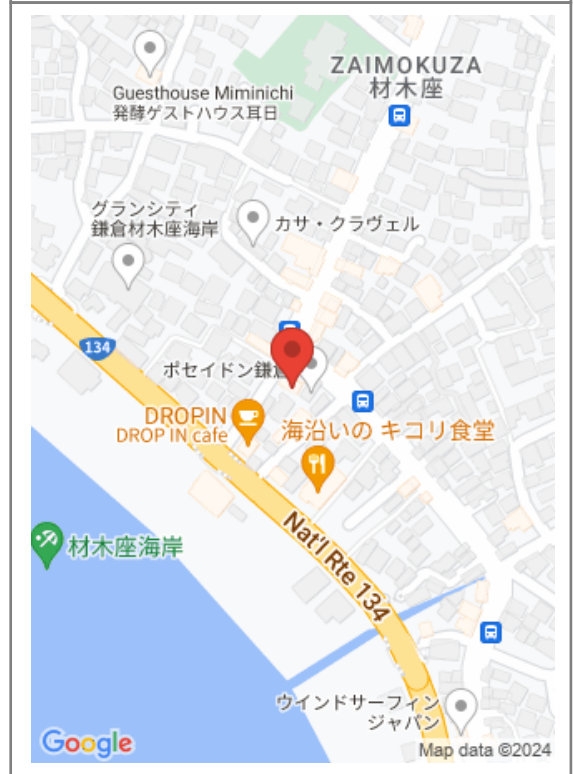 ZAIMOKUZA
材木座
Guesthouse Miminichi
発酵ゲストハウス耳日
グランシティ
鎌倉材木座海岸
カサ・クラヴェル
134
ポセイドン鎌倉
DROPIN
DROP IN cafe
海沿いの キコリ食堂
Nat'l Rte 134
材木座海岸
ウインドサーフィン
ジャパン
Google
Map data ©2024